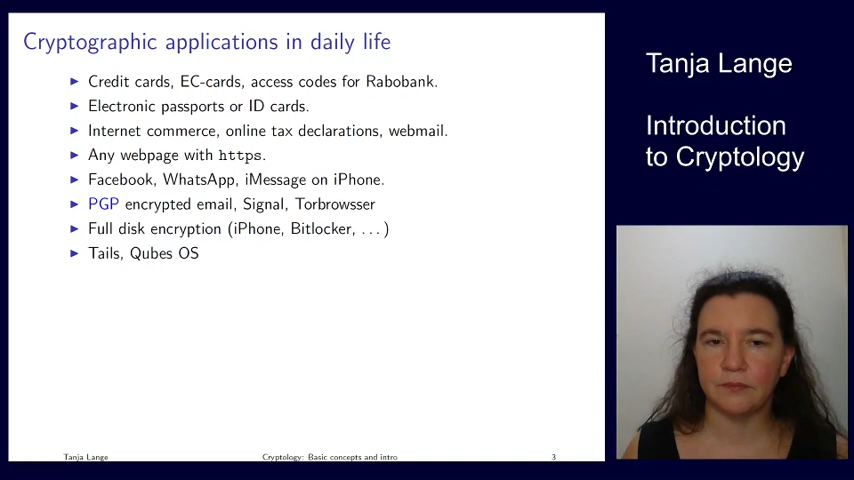 Cryptographic applications in daily life
▶ Credit cards, EC-cards, access codes for Rabobank.
▶ Electronic passports or ID cards.
▶ Internet commerce, online tax declarations, webmail.
▶ Any webpage with https.
▶ Facebook, WhatsApp, iMessage on iPhone.
▶ PGP encrypted email, Signal, Torbrowsser
▶ Full disk encryption (iPhone, Bitlocker, ...)
▶ Tails, Qubes OS
Tanja Lange Cryptology: Basic concepts and intro 3
Tanja Lange
Introduction
to Cryptology